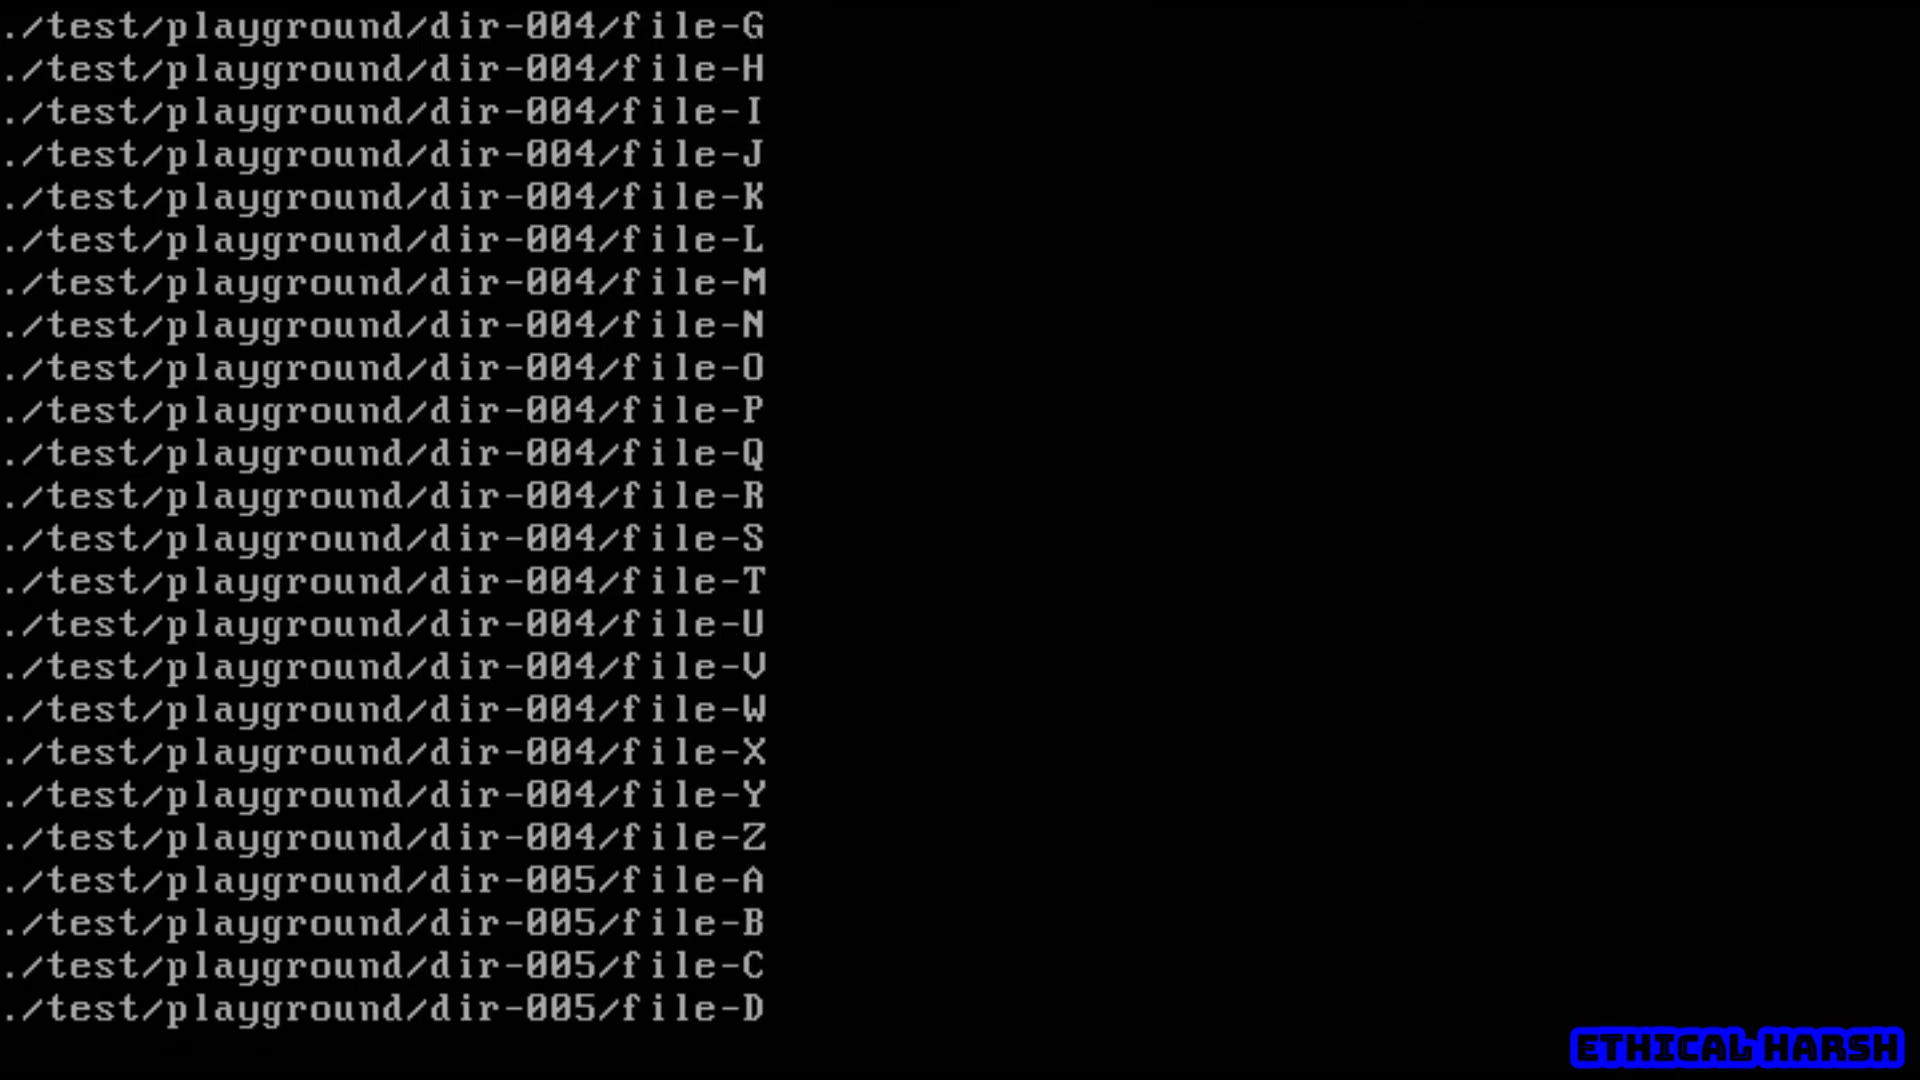 ./test/playground/dir-004/file-G
./test/playground/dir-004/file-H
./test/playground/dir-004/file-I
./test/playground/dir-004/file-J
./test/playground/dir-004/file-K
./test/playground/dir-004/file-L
./test/playground/dir-004/file-M
./test/playground/dir-004/file-N
./test/playground/dir-004/file-O
./test/playground/dir-004/file-P
./test/playground/dir-004/file-Q
./test/playground/dir-004/file-R
./test/playground/dir-004/file-S
./test/playground/dir-004/file-T
./test/playground/dir-004/file-U
./test/playground/dir-004/file-V
./test/playground/dir-004/file-W
./test/playground/dir-004/file-X
./test/playground/dir-004/file-Y
./test/playground/dir-004/file-Z
./test/playground/dir-005/file-A
./test/playground/dir-005/file-B
./test/playground/dir-005/file-C
./test/playground/dir-005/file-D
ETHICAL HARSH